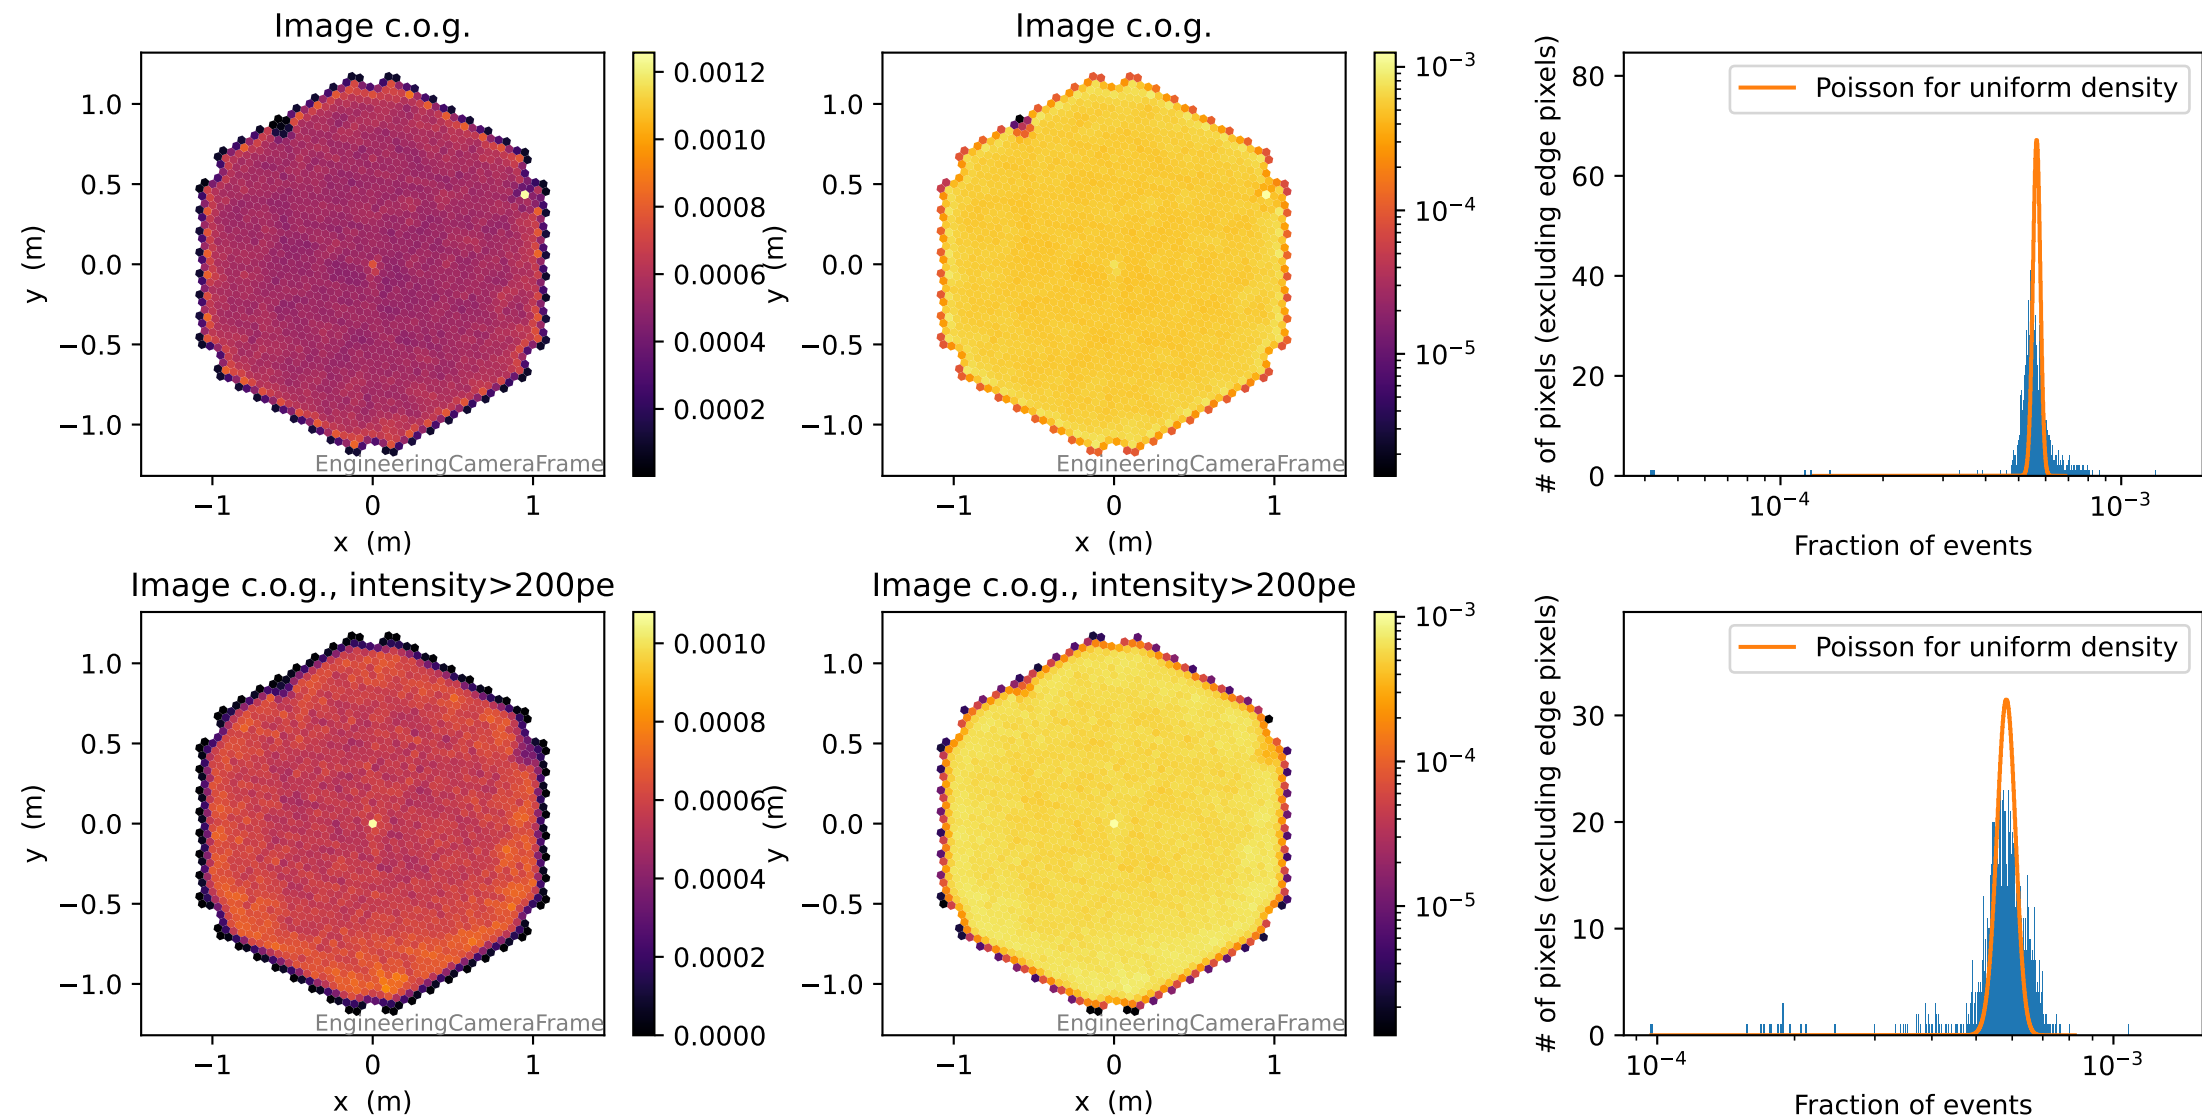 Image c.o.g.
1.0
0.5
0.0
−0.5
−1.0
y (m)
−1
0
1
x (m)
EngineeringCameraFrame
0.0012
0.0010
0.0008
0.0006
0.0004
0.0002
Image c.o.g.
1.0
0.5
0.0
−0.5
−1.0
y (m)
−1
0
1
x (m)
EngineeringCameraFrame
10⁻³
10⁻⁴
10⁻⁵
80
60
40
20
0
# of pixels (excluding edge pixels)
Poisson for uniform density
10⁻⁴
10⁻³
Fraction of events
Image c.o.g., intensity>200pe
1.0
0.5
0.0
−0.5
−1.0
y (m)
−1
0
1
x (m)
EngineeringCameraFrame
0.0010
0.0008
0.0006
0.0004
0.0002
0.0000
Image c.o.g., intensity>200pe
1.0
0.5
0.0
−0.5
−1.0
y (m)
−1
0
1
x (m)
EngineeringCameraFrame
10⁻³
10⁻⁴
10⁻⁵
30
20
10
0
# of pixels (excluding edge pixels)
Poisson for uniform density
10⁻⁴
10⁻³
Fraction of events